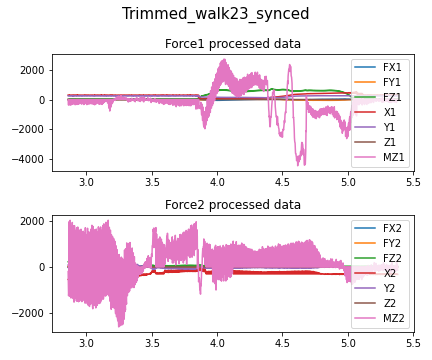 Trimmed_walk23_synced
Force1 processed data
2000
0
−2000
−4000
3.0 3.5 4.0 4.5 5.0 5.5
FX1
FY1
FZ1
X1
Y1
Z1
MZ1
Force2 processed data
2000
0
−2000
3.0 3.5 4.0 4.5 5.0 5.5
FX2
FY2
FZ2
X2
Y2
Z2
MZ2